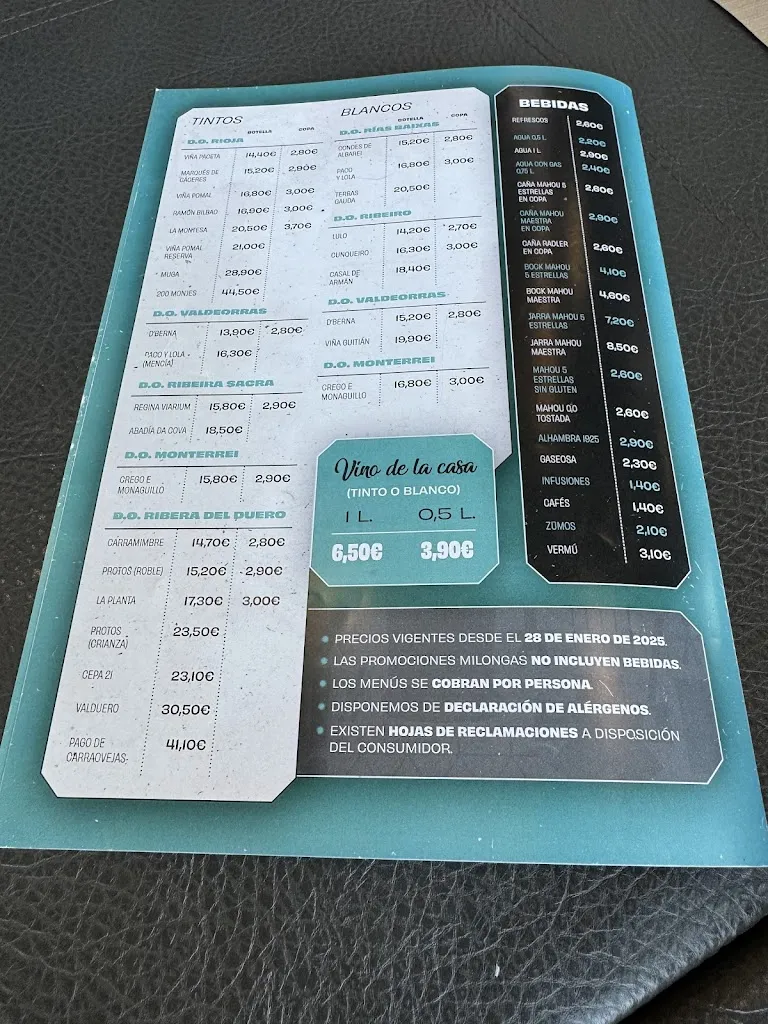 TINTOS
BOTELLA COPA
D.O. RIOJA
VIÑA PACETA 14,40€ 2,80€
MARQUÉS DE
CÁCERES 15,20€ 2,90€
VIÑA POMAL 16,80€ 3,00€
RAMÓN BILBAO 16,90€ 3,00€
LA MONTESA 20,50€ 3,70€
VIÑA POMAL
RESERVA 21,00€
MUGA 28,90€
200 MONJES 44,50€
D.O. VALDEORRAS
D'BERNA 13,90€ 2,80€
PACO Y LOLA
(MENCÍA) 16,30€
D.O. RIBEIRA SACRA
REGINA VIARIUM 15,80€ 2,90€
ABADÍA DA COVA 18,50€
D.O. MONTERREI
CREGO E
MONAGUILLO 15,80€ 2,90€
D.O. RIBERA DEL DUERO
CARRAMIMBRE 14,70€ 2,80€
PROTOS (ROBLE) 15,20€ 2,90€
LA PLANTA 17,30€ 3,00€
PROTOS
(CRIANZA) 23,50€
CEPA 21 23,10€
VALDUERO 30,50€
PAGO DE
CARRAOVEJAS 41,10€
BLANCOS
BOTELLA COPA
D.O. RÍAS BAIXAS
CONDES DE
ALBAREI 15,20€ 2,80€
PACO
Y LOLA 16,80€ 3,00€
TERRAS
GAUDA 20,50€
D.O. RIBEIRO
LULO 14,20€ 2,70€
CUNQUEIRO 16,30€ 3,00€
CASAL DE
ARMÁN 18,40€
D.O. VALDEORRAS
D'BERNA 15,20€ 2,80€
VIÑA GUITIÁN 19,90€
D.O. MONTERREI
CREGO E
MONAGUILLO 16,80€ 3,00€
Vino de la casa
(TINTO O BLANCO)
1 L. 0,5 L.
6,50€ 3,90€
BEBIDAS
REFRESCOS 2,60€
AGUA 0,5 L 2,20€
AGUA 1 L 2,90€
AGUA CON GAS
0,75 L 2,40€
CAÑA MAHOU 5
ESTRELLAS
EN COPA 2,60€
CAÑA MAHOU
MAESTRA
EN COPA 2,90€
CAÑA RADLER
EN COPA 2,60€
BOCK MAHOU
5 ESTRELLAS 4,10€
BOCK MAHOU
MAESTRA 4,60€
JARRA MAHOU 5
ESTRELLAS 7,20€
JARRA MAHOU
MAESTRA 8,50€
MAHOU 5
ESTRELLAS
SIN GLUTEN 2,60€
MAHOU 0,0
TOSTADA 2,60€
ALHAMBRA 1925 2,90€
GASEOSA 2,30€
INFUSIONES 1,40€
CAFÉS 1,40€
ZUMOS 2,10€
VERMÚ 3,10€
• PRECIOS VIGENTES DESDE EL 28 DE ENERO DE 2025.
• LAS PROMOCIONES MILONGAS NO INCLUYEN BEBIDAS.
• LOS MENÚS SE COBRAN POR PERSONA.
• DISPONEMOS DE DECLARACIÓN DE ALÉRGENOS.
• EXISTEN HOJAS DE RECLAMACIONES A DISPOSICIÓN
DEL CONSUMIDOR.